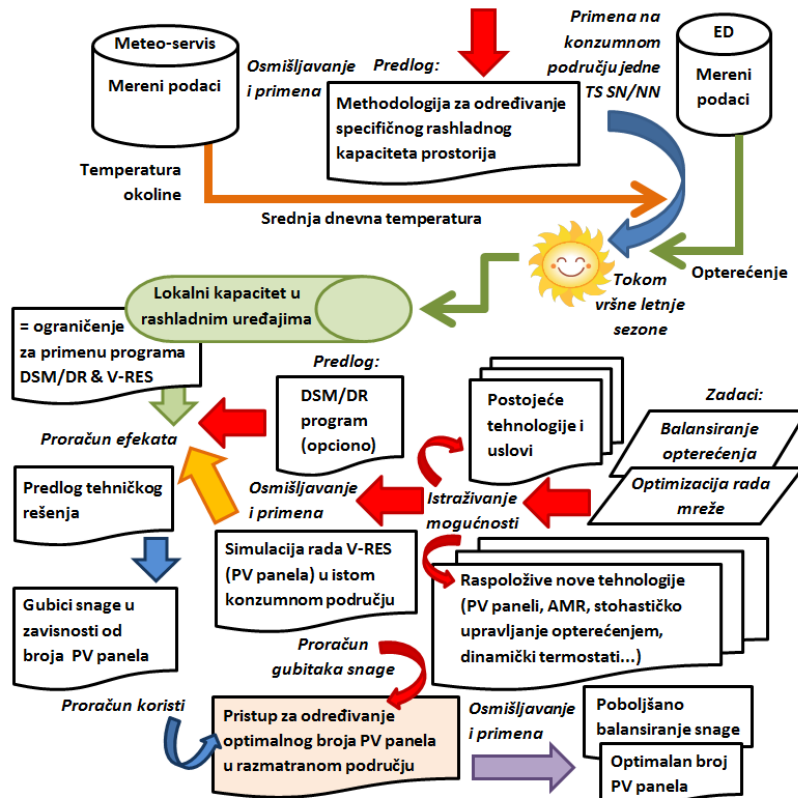 Meteo-servis
Mereni podaci
Osmišljavanje
i primena
Predlog:
Methodologija za određivanje
specifičnog rashladnog
kapaciteta prostorija
Primena na
konzumnom
području jedne
TS SN/NN
ED
Mereni
podaci
Temperatura
okoline
Srednja dnevna temperatura
Opterećenje
Tokom
vršne letnje
sezone
Lokalni kapacitet u
rashladnim uređajima
= ograničenje
za primenu programa
DSM/DR & V-RES
Predlog:
DSM/DR
program
(opciono)
Postojeće
tehnologije i
uslovi
Zadaci:
Balansiranje
opterećenja
Optimizacija rada
mreže
Proračun efekata
Osmišljavanje
i primena
Istraživanje
mogućnosti
Predlog tehničkog
rešenja
Simulacija rada V-RES
(PV panela) u istom
konzumnom području
Raspoložive nove tehnologije
(PV paneli, AMR, stohastičko
upravljanje opterećenjem,
dinamički termostati...)
Gubici snage u
zavisnosti od
broja PV panela
Proračun
gubitaka snage
Proračun koristi
Pristup za određivanje
optimalnog broja PV panela
u razmatranom području
Osmišljavanje
i primena
Poboljšano
balansiranje snage
Optimalan broj
PV panela